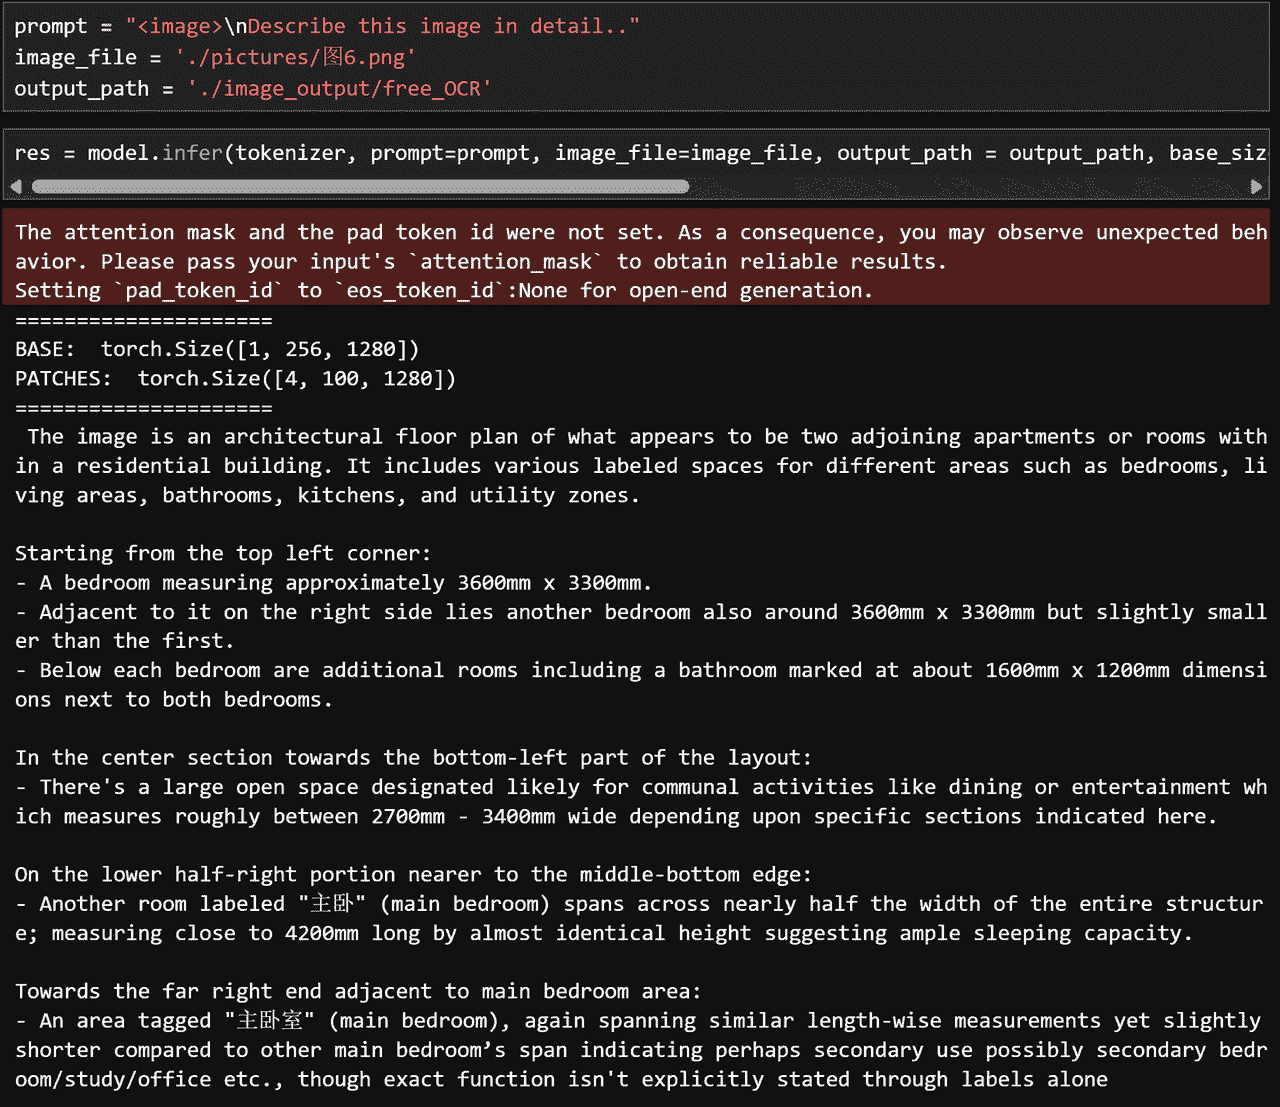 prompt = "<image>\nDescribe this image in detail.."
image_file = './pictures/图6.png'
output_path = './image_output/free_OCR'
res = model.infer(tokenizer, prompt=prompt, image_file=image_file, output_path = output_path, base_siz
The attention mask and the pad token id were not set. As a consequence, you may observe unexpected beh
avior. Please pass your input's `attention_mask` to obtain reliable results.
Setting `pad_token_id` to `eos_token_id`:None for open-end generation.
=====================
BASE:  torch.Size([1, 256, 1280])
PATCHES:  torch.Size([4, 100, 1280])
=====================
The image is an architectural floor plan of what appears to be two adjoining apartments or rooms with
in a residential building. It includes various labeled spaces for different areas such as bedrooms, li
ving areas, bathrooms, kitchens, and utility zones.
Starting from the top left corner:
- A bedroom measuring approximately 3600mm x 3300mm.
- Adjacent to it on the right side lies another bedroom also around 3600mm x 3300mm but slightly small
er than the first.
- Below each bedroom are additional rooms including a bathroom marked at about 1600mm x 1200mm dimensi
ons next to both bedrooms.
In the center section towards the bottom-left part of the layout:
- There's a large open space designated likely for communal activities like dining or entertainment wh
ich measures roughly between 2700mm - 3400mm wide depending upon specific sections indicated here.
On the lower half-right portion nearer to the middle-bottom edge:
- Another room labeled "主卧" (main bedroom) spans across nearly half the width of the entire structur
e; measuring close to 4200mm long by almost identical height suggesting ample sleeping capacity.
Towards the far right end adjacent to main bedroom area:
- An area tagged "主卧室" (main bedroom), again spanning similar length-wise measurements yet slightly
shorter compared to other main bedroom’s span indicating perhaps secondary use possibly secondary bedr
oom/study/office etc., though exact function isn't explicitly stated through labels alone